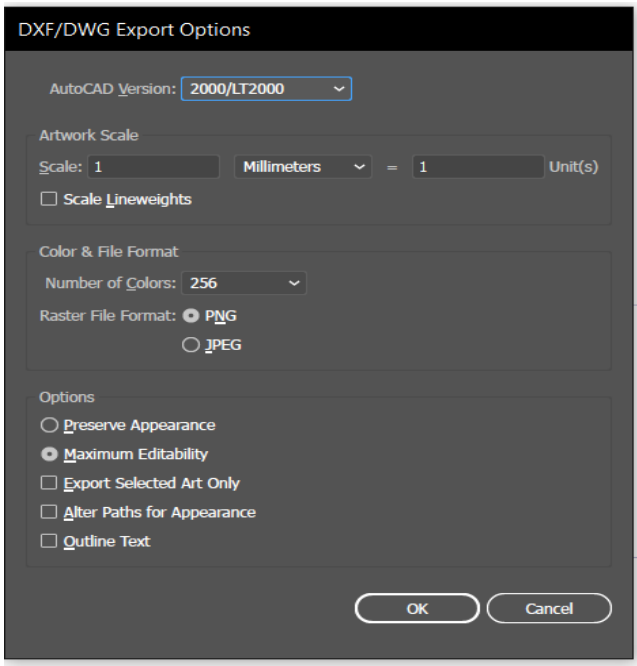 DXF/DWG Export Options
AutoCAD Version: 2000/LT2000
Artwork Scale
Scale: 1 Millimeters = 1 Unit(s)
Scale Lineweights
Color & File Format
Number of Colors: 256
Raster File Format: PNG
JPEG
Options
Preserve Appearance
Maximum Editability
Export Selected Art Only
Alter Paths for Appearance
Outline Text
OK Cancel